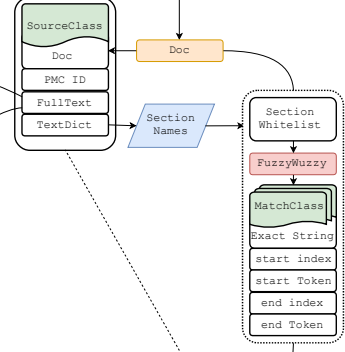 SourceClass
Doc
PMC ID
FullText
TextDict
Doc
Section
Names
Section
Whitelist
FuzzyWuzzy
MatchClass
Exact String
start index
start Token
end index
end Token